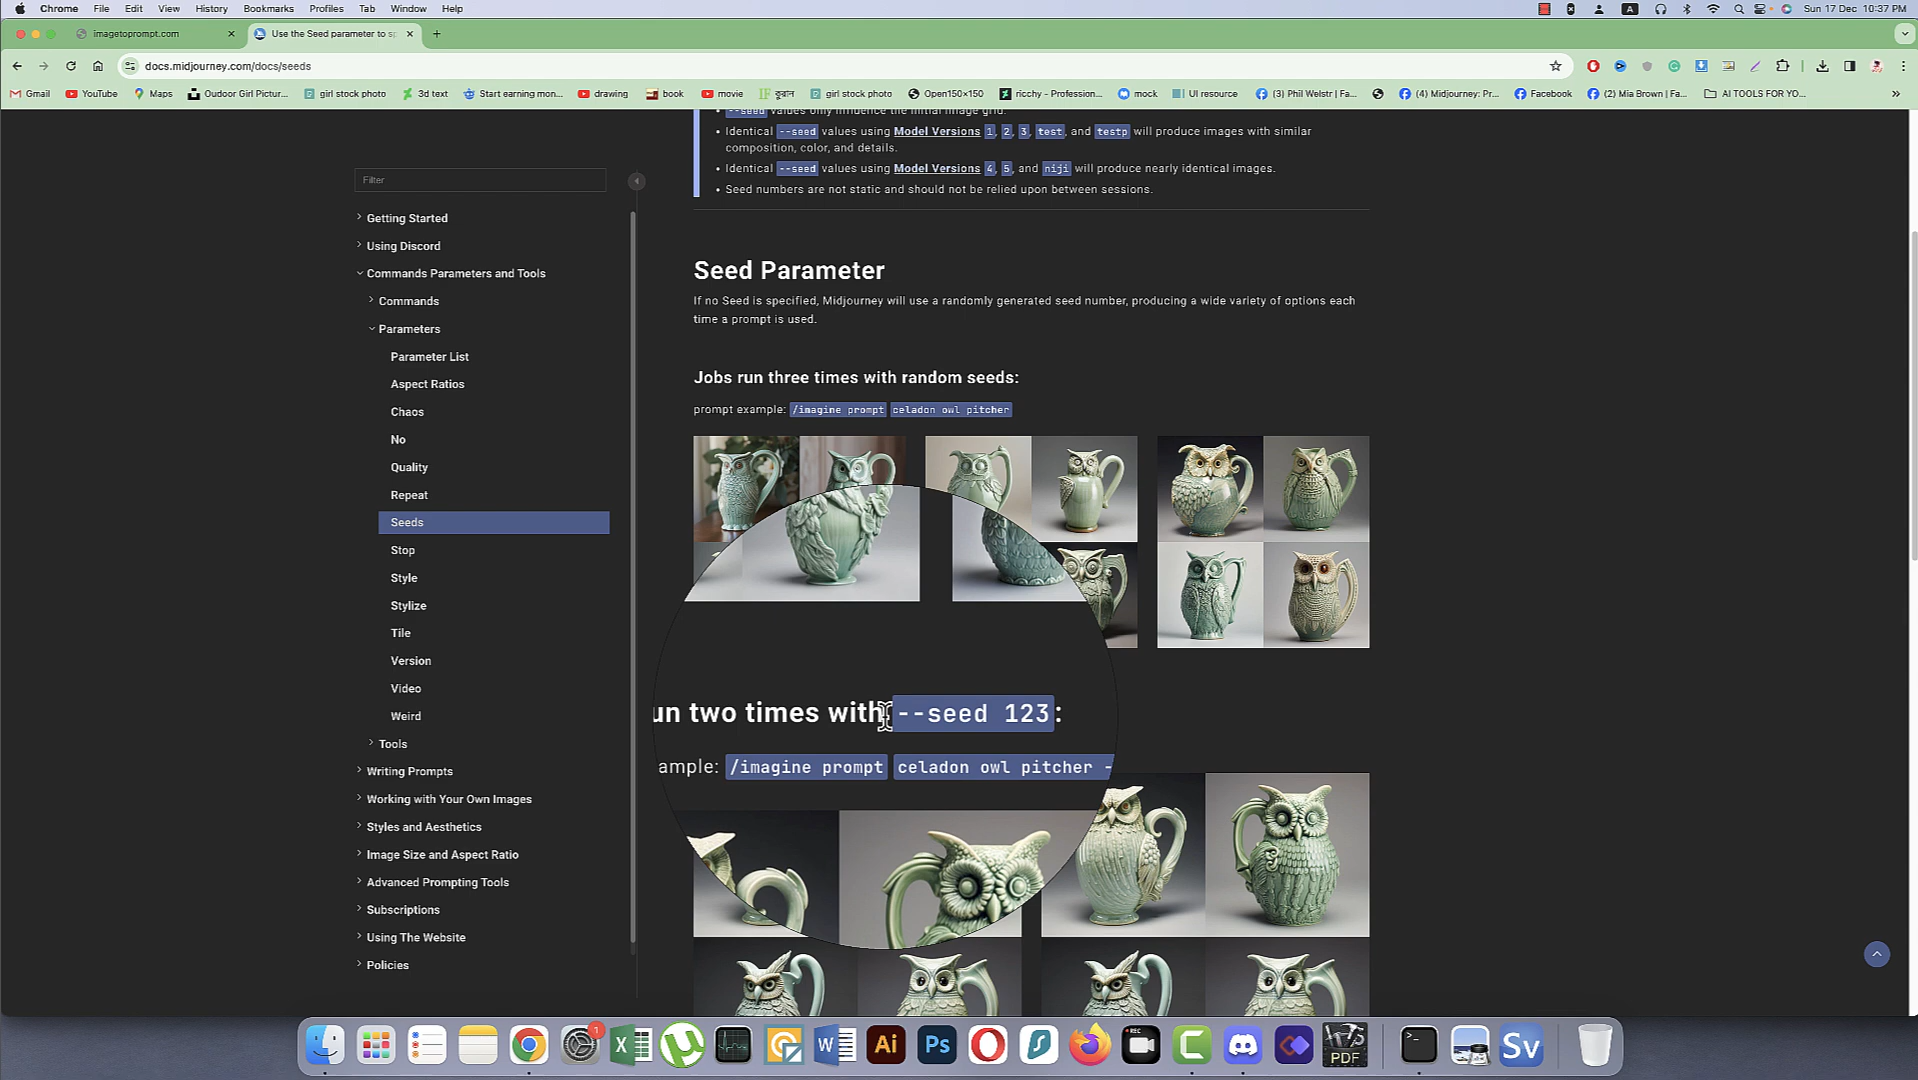 Chrome File Edit View History Bookmarks Profiles Tab Window Help
A
Sun 17 Dec 10:37 PM
imagetoprompt.com
Use the Seed parameter to sp
docs.midjourney.com/docs/seeds
Gmail YouTube Maps Oudoor Girl Pictur... girl stock photo 3d text Start earning mon... drawing book movie girl stock photo Open150×150 ricchy - Profession... mock UI resource (3) Phil Welstr | Fa... (4) Midjourney: Pr... Facebook (2) Mia Brown | Fa... AI TOOLS FOR YO... »
--seed values only influence the initial image grid.
• Identical --seed values using Model Versions 1, 2, 3, test, and testp will produce images with similar
composition, color, and details.
• Identical --seed values using Model Versions 4, 5, and niji will produce nearly identical images.
• Seed numbers are not static and should not be relied upon between sessions.
Filter
Getting Started
Using Discord
Commands Parameters and Tools
Commands
Parameters
Parameter List
Aspect Ratios
Chaos
No
Quality
Repeat
Seeds
Stop
Style
Stylize
Tile
Version
Video
Weird
Tools
Writing Prompts
Working with Your Own Images
Styles and Aesthetics
Image Size and Aspect Ratio
Advanced Prompting Tools
Subscriptions
Using The Website
Policies
Seed Parameter
If no Seed is specified, Midjourney will use a randomly generated seed number, producing a wide variety of options each
time a prompt is used.
Jobs run three times with random seeds:
prompt example: /imagine prompt celadon owl pitcher
un two times with --seed 123:
ample: /imagine prompt celadon owl pitcher -
1
X
W
Ai
Ps
REC
C
PDF
>_
Sv